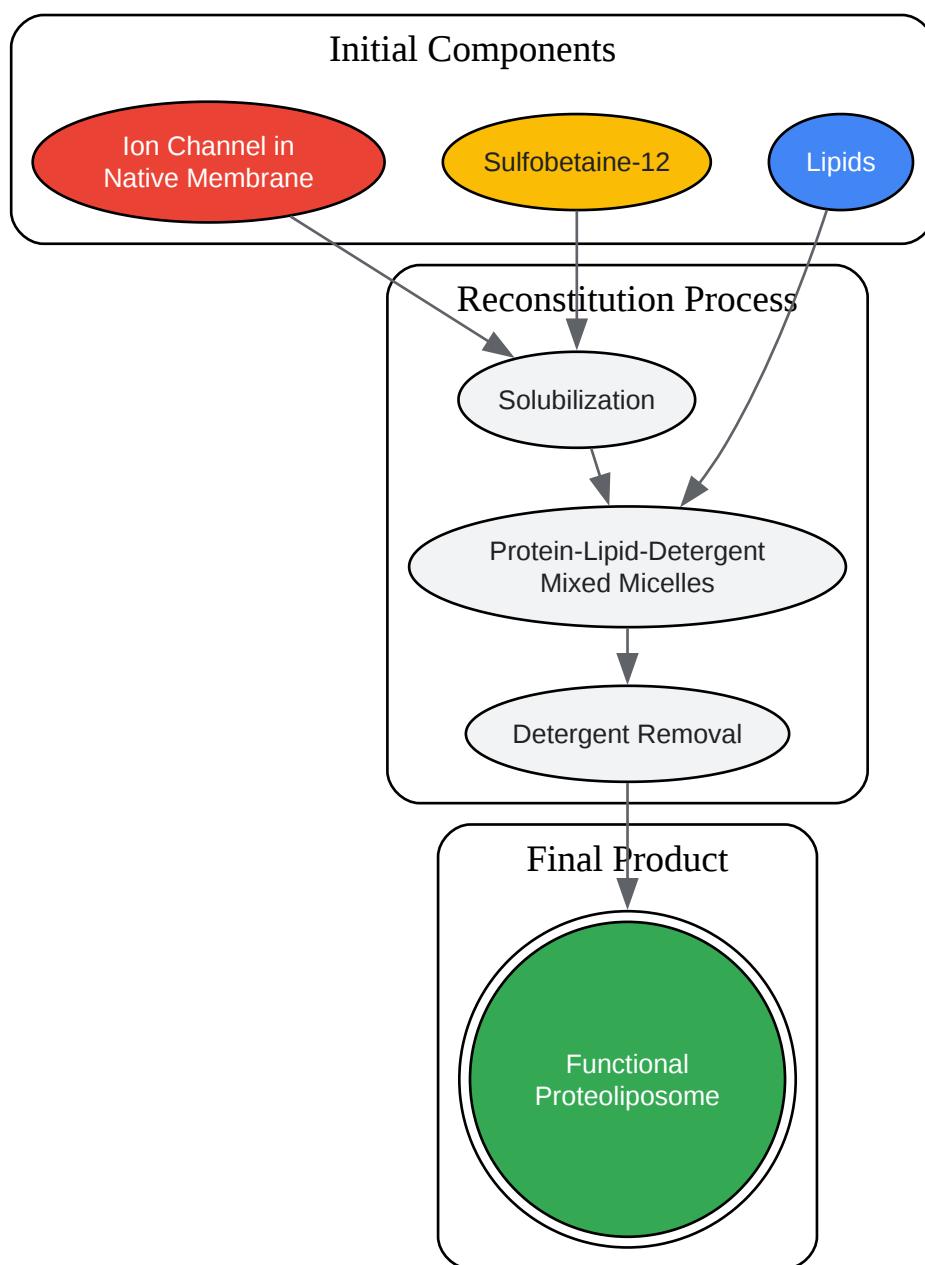 Initial Components
Ion Channel in
Native Membrane
Sulfobetaine-12
Lipids
Reconstitution Process
Solubilization
Protein-Lipid-Detergent
Mixed Micelles
Detergent Removal
Final Product
Functional
Proteoliposome